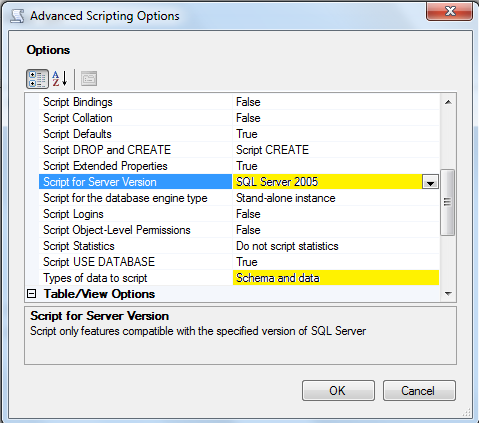 Advanced Scripting Options
Options
Script Bindings False
Script Collation False
Script Defaults True
Script DROP and CREATE Script CREATE
Script Extended Properties True
Script for Server Version SQL Server 2005
Script for the database engine type Stand-alone instance
Script Logins False
Script Object-Level Permissions False
Script Statistics Do not script statistics
Script USE DATABASE True
Types of data to script Schema and data
Table/View Options
Script for Server Version
Script only features compatible with the specified version of SQL Server
OK Cancel